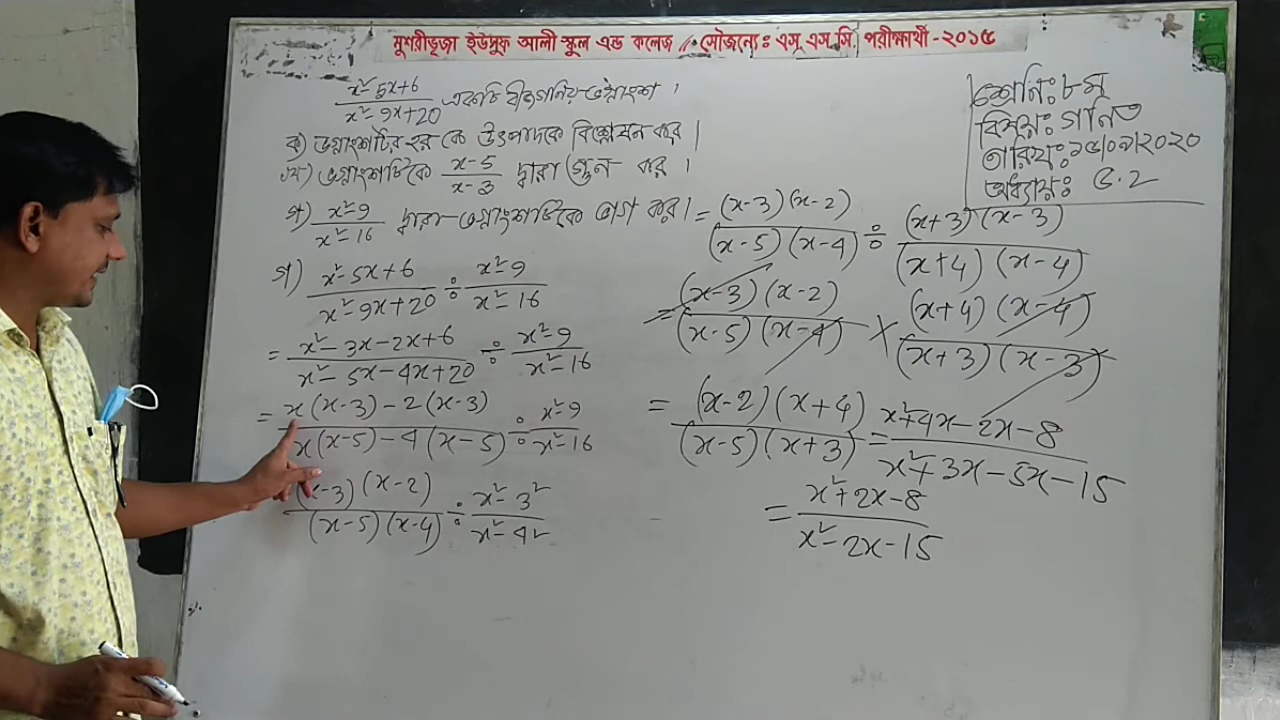 মুশরীভূজা ইউসুফ আলী স্কুল এন্ড কলেজ // সৌজন্যে: এস.এস.সি. পরীক্ষার্থী -২০১৫
শ্রেনি: ৮ম
বিষয়: গনিত
তারিখ: ১৫/০৯/২০২০
অধ্যায়: ৫.2
x² 5x+6 / x² 9x+20 একটি বীজগনিয় ভগ্নাংশ।
ক) ভগ্নাংশটির হর কে উৎপাদকে বিশ্লেষন কর।
খ) ভগ্নাংশটিকে x-5 / x-3 দ্বারা গুন কর।
গ) x²-9 / x²-16 দ্বারা ভগ্নাংশটিকে ভাগ কর।
গ) x²-5x+6 / x²-9x+20 ÷ x²-9 / x²-16
= x²-3x-2x+6 / x²-5x-4x+20 ÷ x²-9 / x²-16
= x(x-3)-2(x-3) / x(x-5)-4(x-5) ÷ x²-9 / x²-16
(x-3)(x-2) / (x-5)(x-4) ÷ x²-3² / x²-4²
= (x-3)(x-2) / (x-5)(x-4) ÷ (x+3)(x-3) / (x+4)(x-4)
= (x-3)(x-2) / (x-5)(x-4) × (x+4)(x-4) / (x+3)(x-3)
= (x-2)(x+4) / (x-5)(x+3) = x²+4x-2x-8 / x²+3x-5x-15
= x²+2x-8 / x²-2x-15